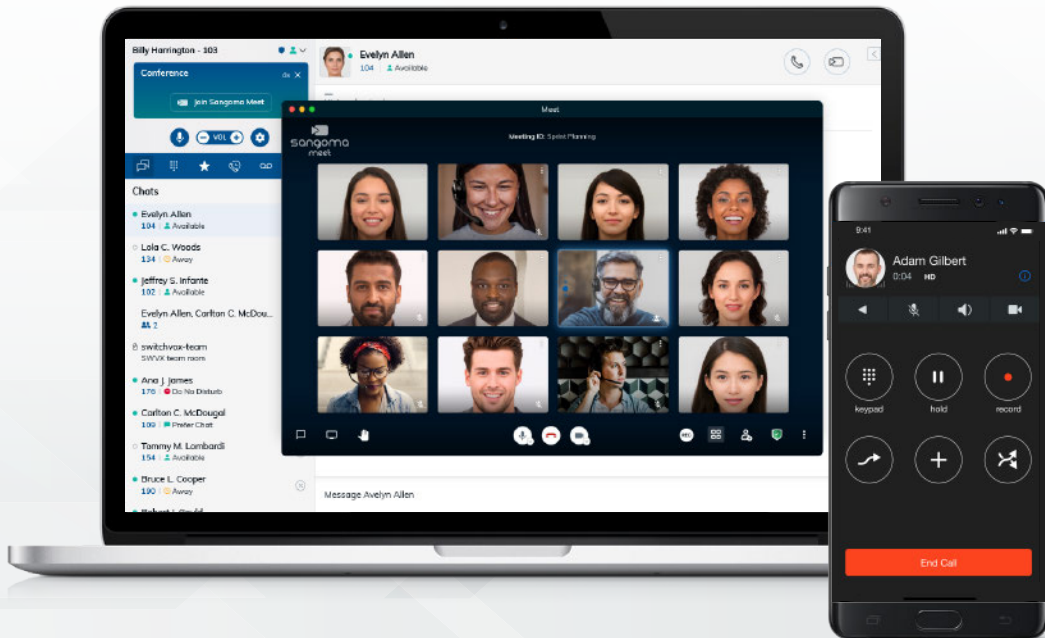 Billy Harrington - 103
Conference
Join Sangoma Meet
VOL
Chats
Evelyn Allen
104 | Available
Lola C. Woods
134 | Away
Jeffrey S. Infante
102 | Available
Evelyn Allen, Carlton C. McDou...
2
switchvox-team
SWVX team room
Ana J. James
176 | Do No Disturb
Carlton C. McDougal
109 | Prefer Chat
Tommy M. Lombardi
154 | Available
Bruce L. Cooper
190 | Away
Evelyn Allen
104 | Available
Meet
sangoma
meet
Meeting ID: Sprint Planning
REC
Message Avelyn Allen
9:41
Adam Gilbert
0:04 HD
keypad
hold
record
End Call